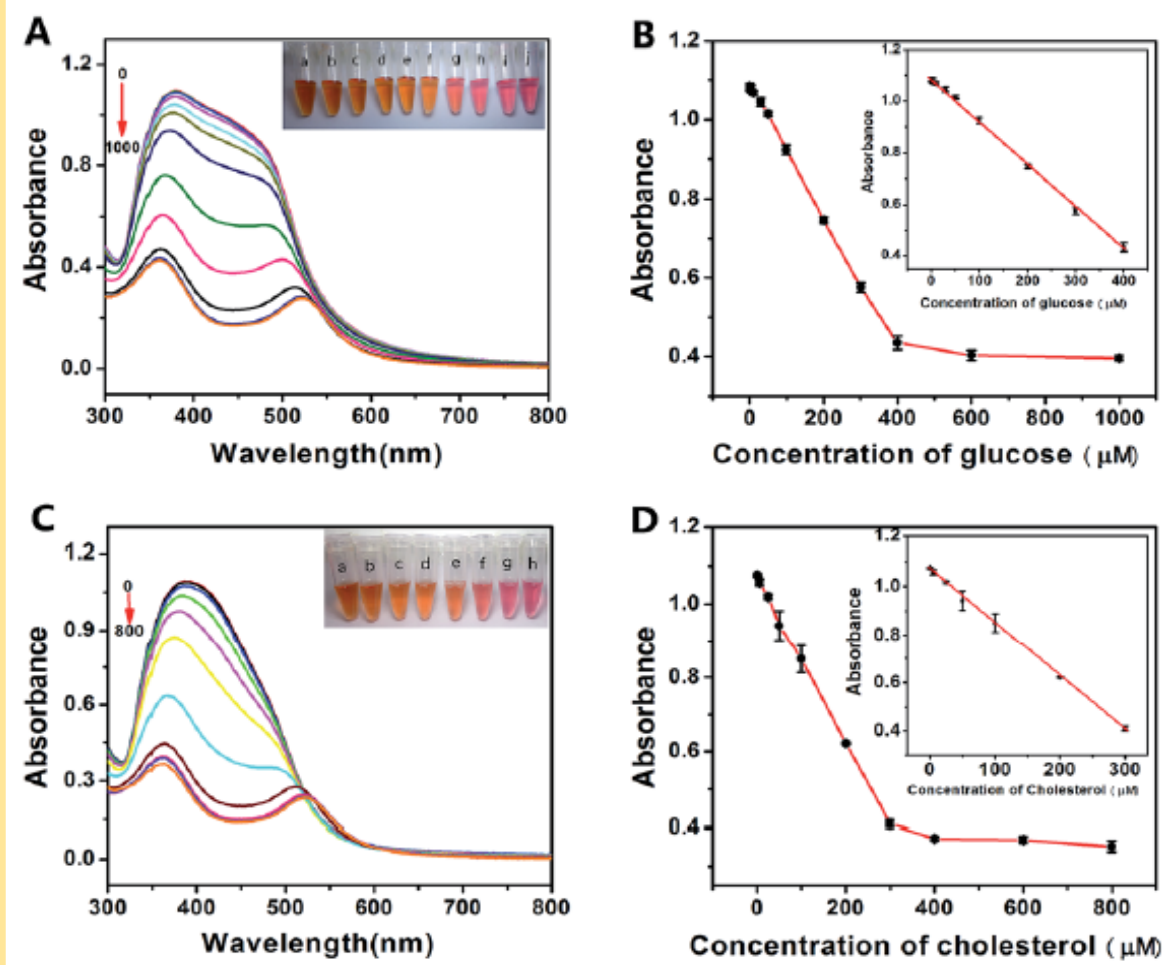 A
1.2
0.8
0.4
0.0
Absorbance
0
1000
a b c d e f g h i j
300 400 500 600 700 800
Wavelength(nm)
B
1.2
1.0
0.8
0.6
0.4
Absorbance
0 200 400 600 800 1000
Concentration of glucose (μM)
1.2
1.0
0.8
0.6
0.4
Absorbance
0 100 200 300 400
Concentration of glucose (μM)
C
1.2
0.9
0.6
0.3
0.0
Absorbance
0
800
a b c d e f g h
300 400 500 600 700 800
Wavelength(nm)
D
1.2
1.0
0.8
0.6
0.4
Absorbance
0 200 400 600 800
Concentration of cholesterol (μM)
1.2
1.0
0.8
0.6
0.4
Absorbance
0 100 200 300
Concentration of Cholesterol (μM)